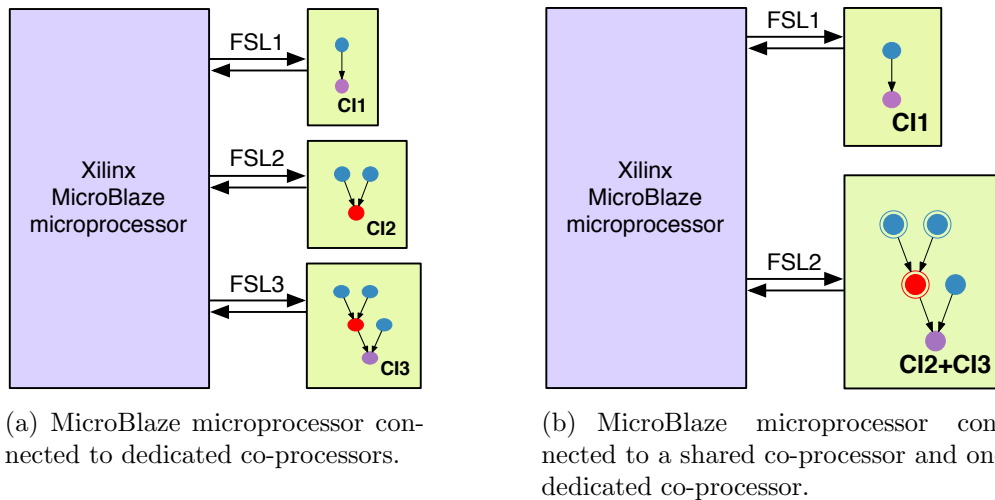 FSL1
CI1
FSL2
CI2
FSL3
CI3
Xilinx
MicroBlaze
microprocessor
(a) MicroBlaze microprocessor con-
nected to dedicated co-processors.
FSL1
CI1
Xilinx
MicroBlaze
microprocessor
FSL2
CI2+CI3
(b) MicroBlaze microprocessor con
nected to a shared co-processor and on
dedicated co-processor.